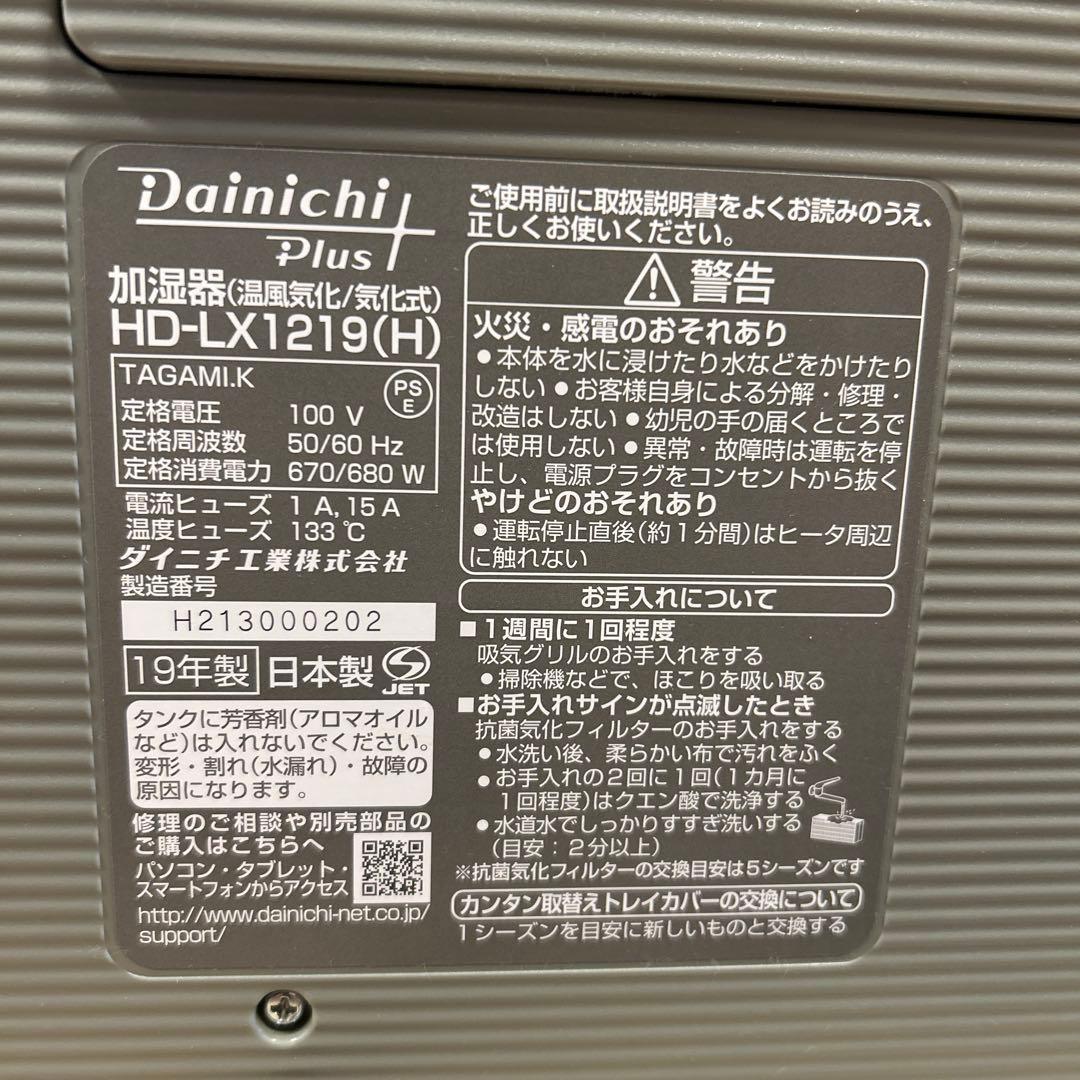 Dainichi
Plus
加湿器(温風気化/気化式)
HD-LX1219(H)
TAGAMI.K
PS
E
定格電圧 100 V
定格周波数 50/60 Hz
定格消費電力 670/680 W
電流ヒューズ 1 A, 15 A
温度ヒューズ 133 ℃
ダイニチ工業株式会社
製造番号
H213000202
19年製 日本製 JET
タンクに芳香剤(アロマオイル
など)は入れないでください。
変形・割れ(水漏れ)・故障の
原因になります。
修理のご相談や別売部品の
ご購入はこちらへ
パソコン・タブレット・
スマートフォンからアクセス
http://www.dainichi-net.co.jp/
support/
ご使用前に取扱説明書をよくお読みのうえ、
正しくお使いください。
警告
火災・感電のおそれあり
●本体を水に浸けたり水などをかけたり
しない ●お客様自身による分解・修理・
改造はしない ●幼児の手の届くところで
は使用しない ●異常・故障時は運転を停
止し、電源プラグをコンセントから抜く
やけどのおそれあり
●運転停止直後(約1分間)はヒータ周辺
に触れない
お手入れについて
■1週間に1回程度
吸気グリルのお手入れをする
●掃除機などで、ほこりを吸い取る
■お手入れサインが点滅したとき
抗菌気化フィルターのお手入れをする
●水洗い後、柔らかい布で汚れをふく
●お手入れの2回に1回(1カ月に
1回程度)はクエン酸で洗浄する
●水道水でしっかりすすぎ洗いする
(目安:2分以上)
※抗菌気化フィルターの交換目安は5シーズンです
カンタン取替えトレイカバーの交換について
1シーズンを目安に新しいものと交換する